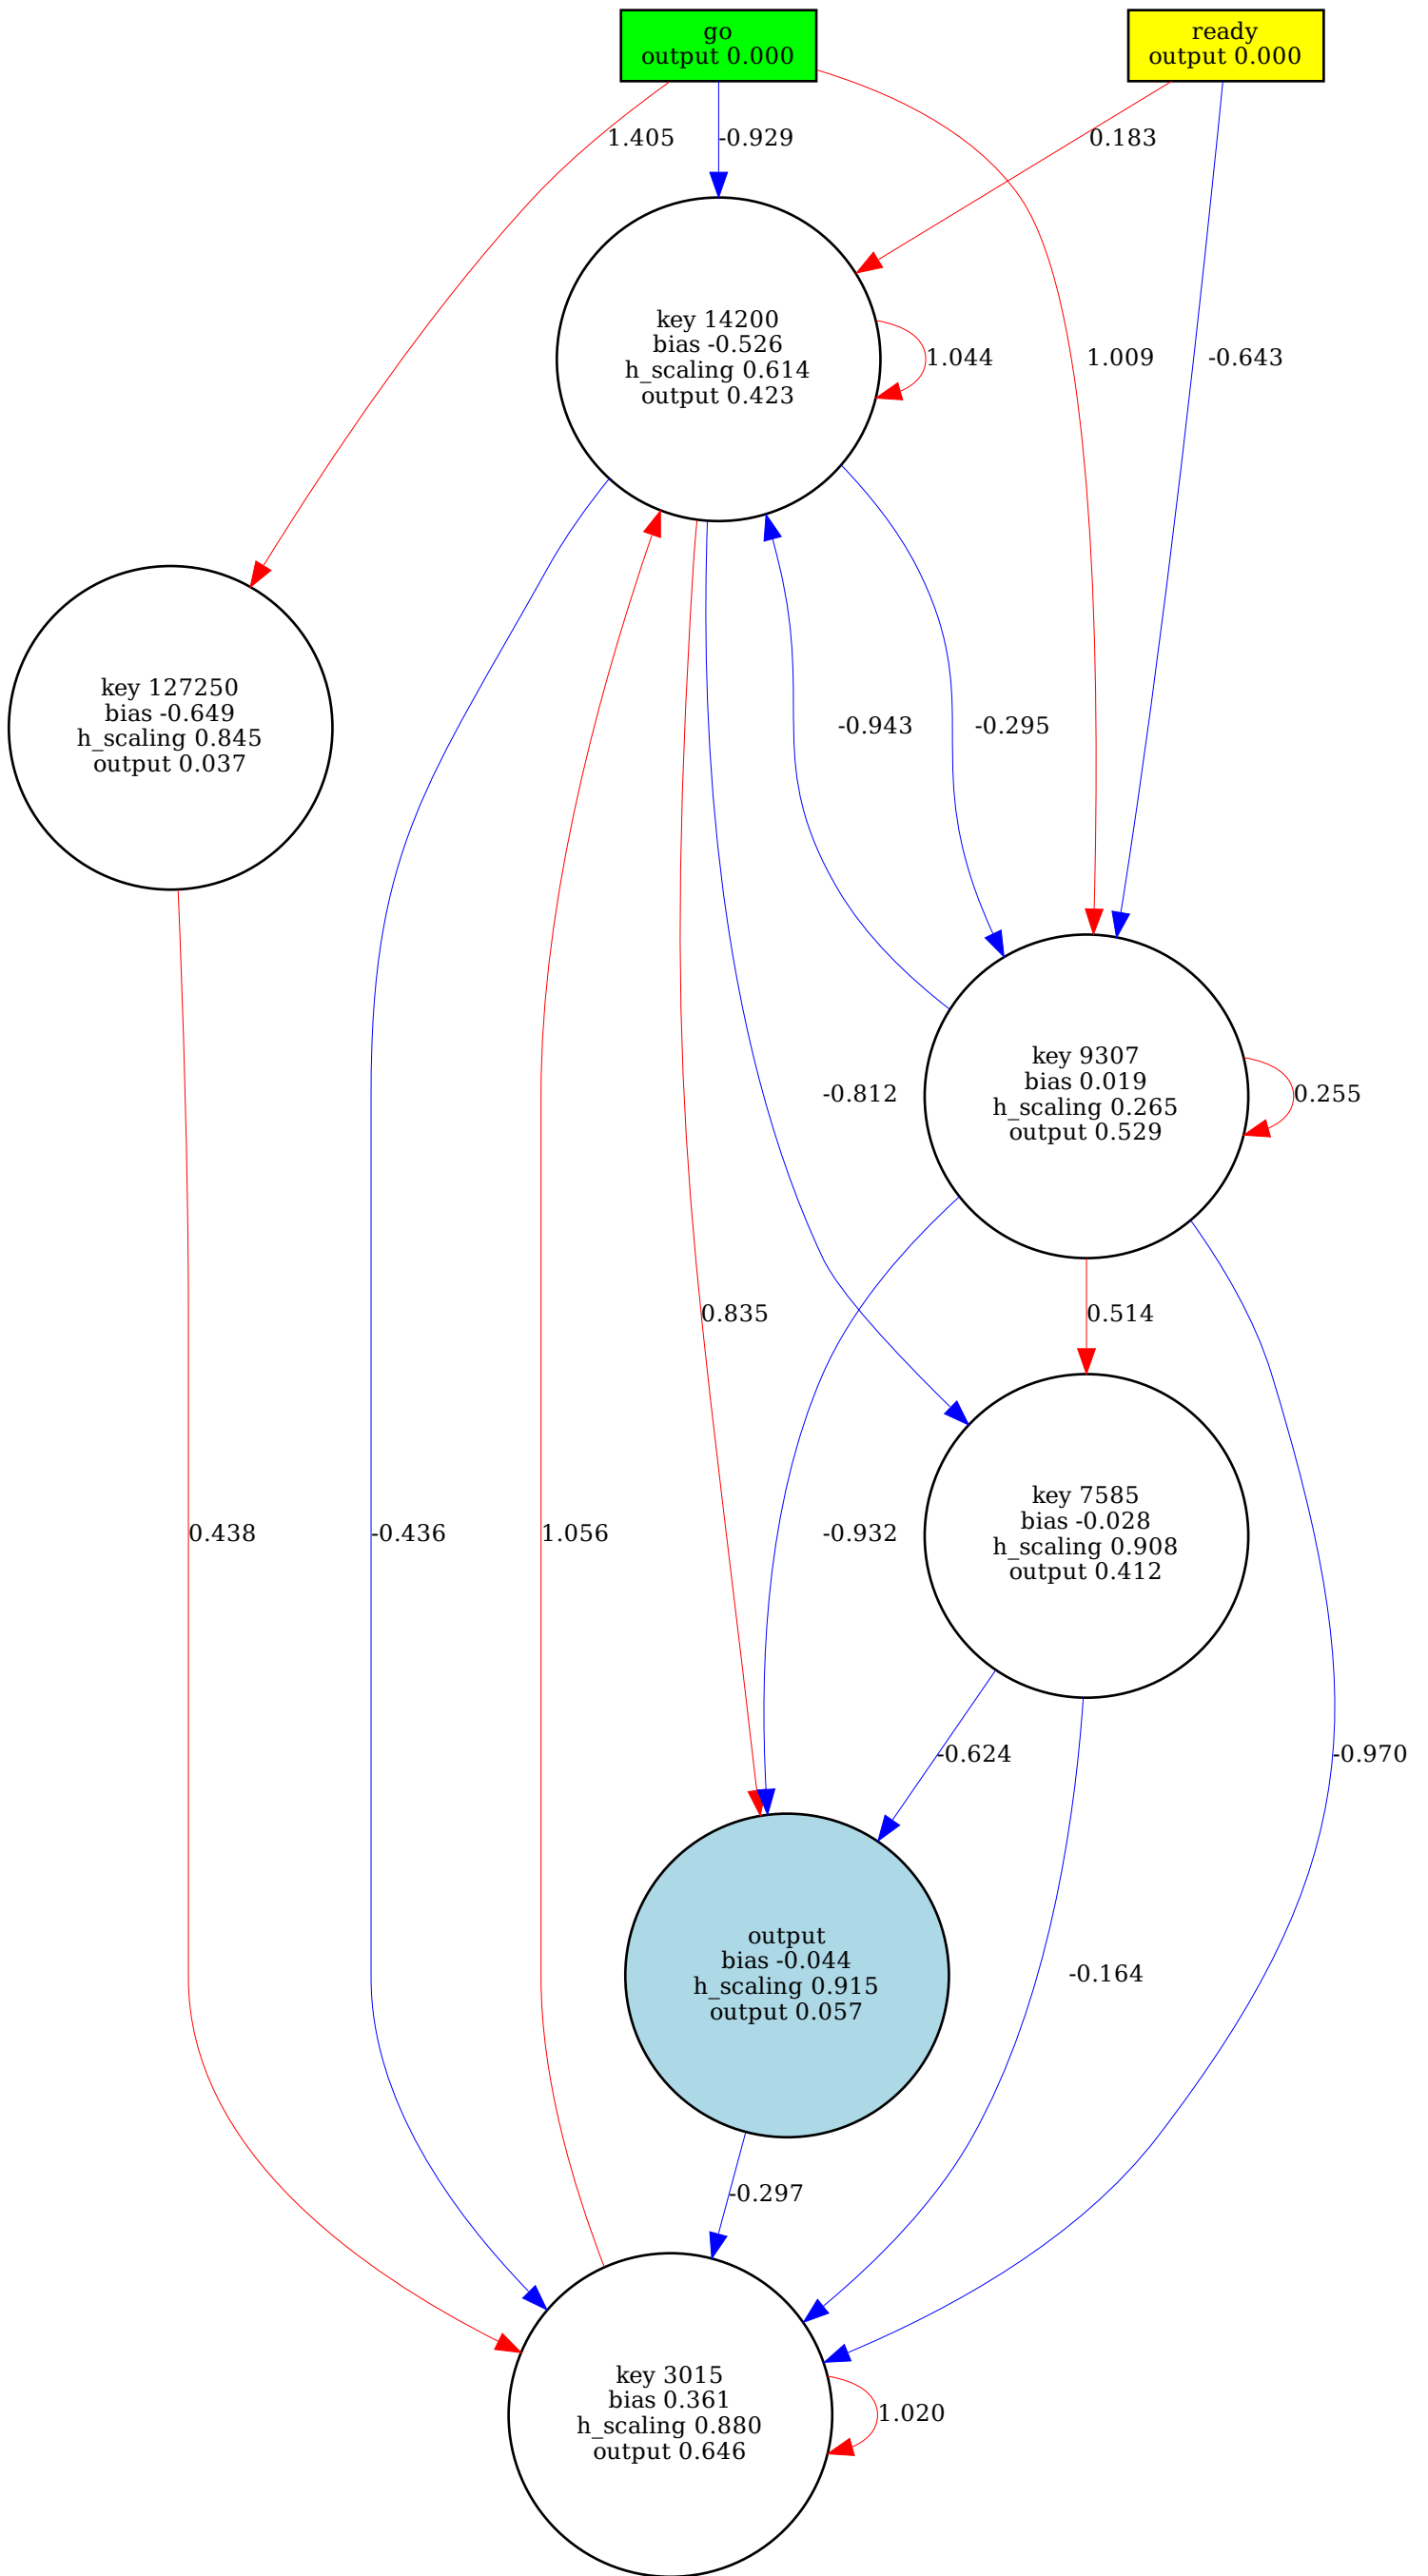 go
output 0.000
ready
output 0.000
1.405
-0.929
0.183
key 14200
bias -0.526
h_scaling 0.614
output 0.423
1.044
1.009
-0.643
key 127250
bias -0.649
h_scaling 0.845
output 0.037
-0.943
-0.295
key 9307
bias 0.019
h_scaling 0.265
output 0.529
-0.812
0.255
0.835
0.514
key 7585
bias -0.028
h_scaling 0.908
output 0.412
0.438
-0.436
1.056
-0.932
-0.624
-0.970
output
bias -0.044
h_scaling 0.915
output 0.057
-0.164
-0.297
key 3015
bias 0.361
h_scaling 0.880
output 0.646
1.020